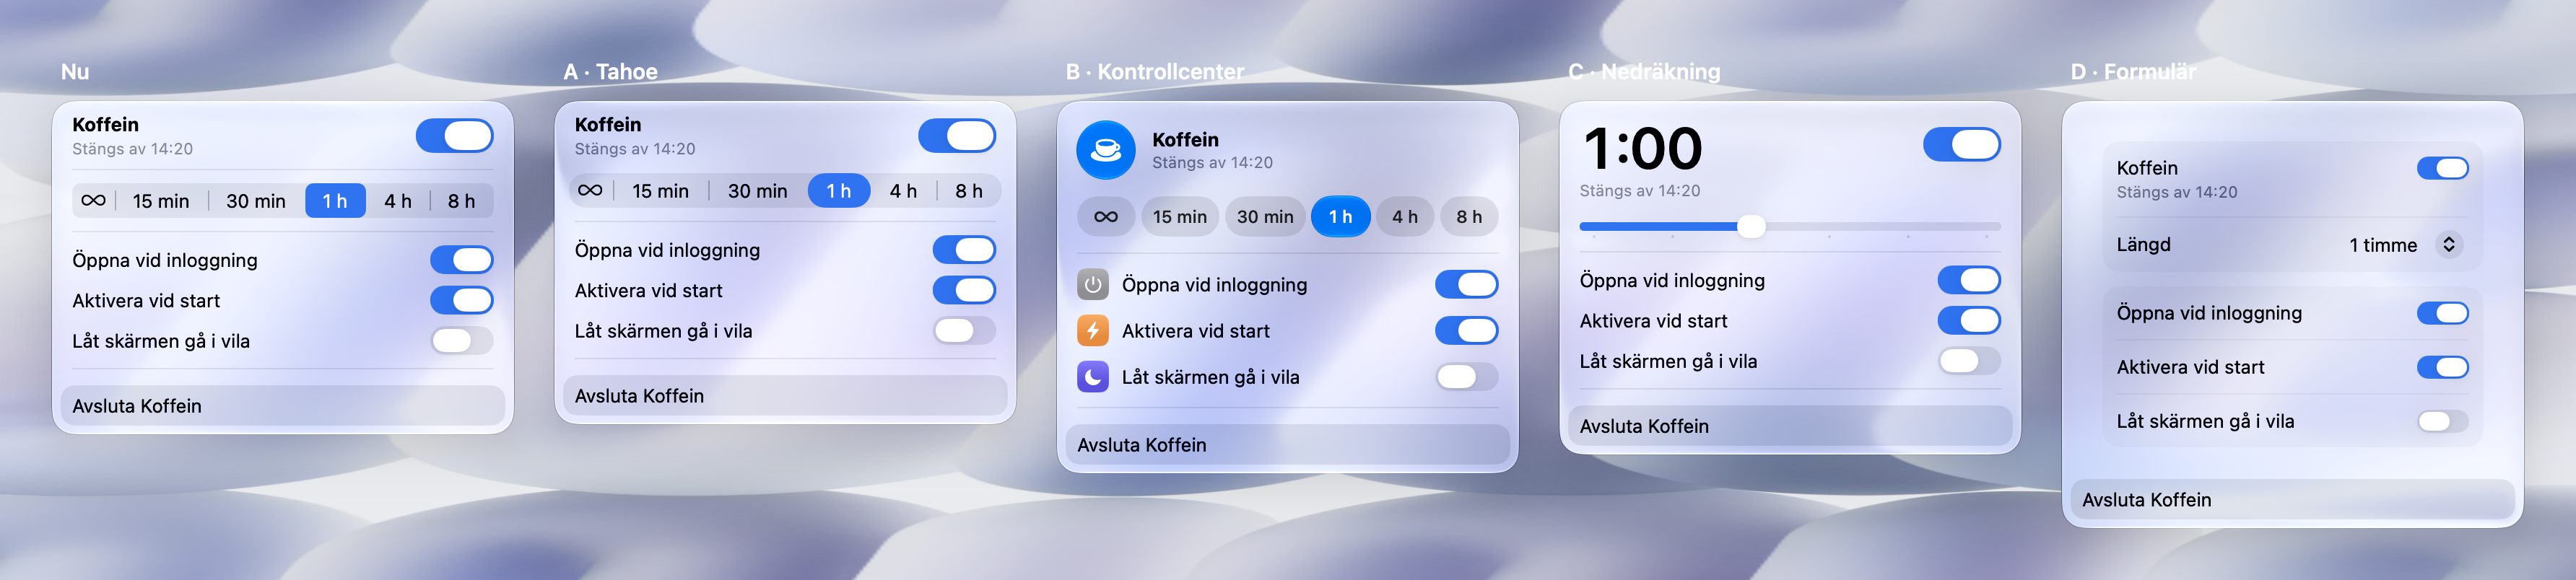 Nu
Koffein
Stängs av 14:20
∞ 15 min 30 min 1 h 4 h 8 h
Öppna vid inloggning
Aktivera vid start
Låt skärmen gå i vila
Avsluta Koffein
A · Tahoe
Koffein
Stängs av 14:20
∞ 15 min 30 min 1 h 4 h 8 h
Öppna vid inloggning
Aktivera vid start
Låt skärmen gå i vila
Avsluta Koffein
B · Kontrollcenter
Koffein
Stängs av 14:20
∞ 15 min 30 min 1 h 4 h 8 h
Öppna vid inloggning
Aktivera vid start
Låt skärmen gå i vila
Avsluta Koffein
C · Nedräkning
1:00
Stängs av 14:20
Öppna vid inloggning
Aktivera vid start
Låt skärmen gå i vila
Avsluta Koffein
D · Formulär
Koffein
Stängs av 14:20
Längd 1 timme
Öppna vid inloggning
Aktivera vid start
Låt skärmen gå i vila
Avsluta Koffein